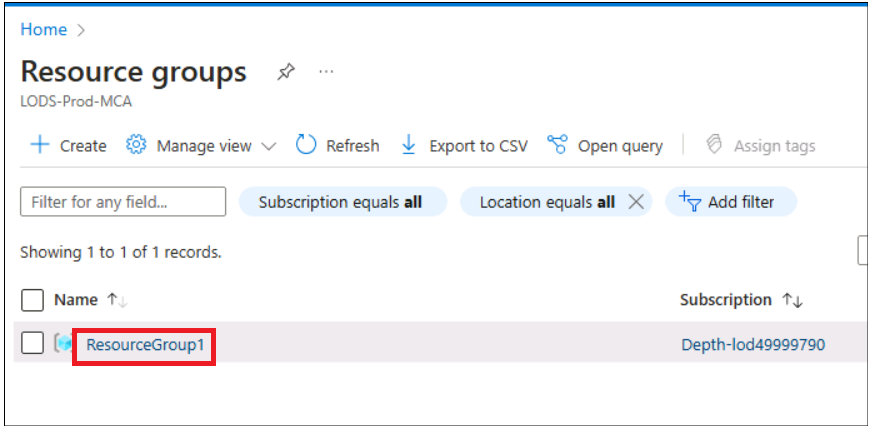 Home >
Resource groups ...
LODS-Prod-MCA
+ Create Manage view Refresh Export to CSV Open query Assign tags
Filter for any field... Subscription equals all Location equals all Add filter
Showing 1 to 1 of 1 records.
Name ↑↓ Subscription ↑↓
ResourceGroup1 Depth-lod49999790